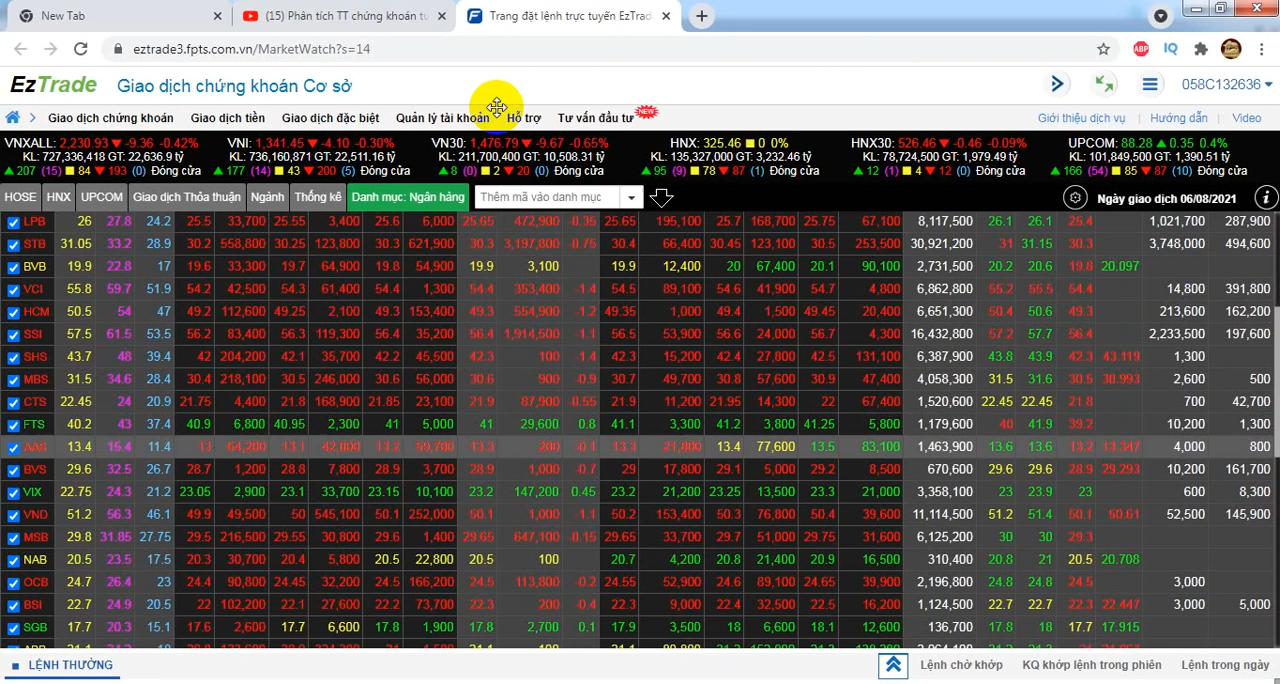 New Tab
(15) Phân tích TT chứng khoán tu
Trang đặt lệnh trực tuyến EzTrad
eztrade3.fpts.com.vn/MarketWatch?s=14
ABP
IQ
EzTrade Giao dịch chứng khoán Cơ sở
058C132636
Giao dịch chứng khoán Giao dịch tiền Giao dịch đặc biệt Quản lý tài khoản Hỗ trợ Tư vấn đầu tư NEW Giới thiệu dịch vụ Hướng dẫn Video
VNXALL: 2,230.93 -9.36 -0.42% VNI: 1,341.45 -4.10 -0.30% VN30: 1,476.79 -9.67 -0.65% HNX: 325.46 0 0% HNX30: 526.46 -0.46 -0.09% UPCOM: 88.28 0.35 0.4%
KL: 727,336,418 GT: 22,636.9 tỷ KL: 736,160,871 GT: 22,511.16 tỷ KL: 211,700,400 GT: 10,508.31 tỷ KL: 135,327,000 GT: 3,232.46 tỷ KL: 78,724,500 GT: 1,979.49 tỷ KL: 101,849,500 GT: 1,390.51 tỷ
207 (15) 84 193 (0) Đóng cửa 177 (14) 43 200 (5) Đóng cửa 8 (0) 2 20 (0) Đóng cửa 95 (9) 78 87 (1) Đóng cửa 12 (1) 4 12 (0) Đóng cửa 166 (54) 85 87 (10) Đóng cửa
HOSE HNX UPCOM Giao dịch Thỏa thuận Ngành Thống kê Danh mục: Ngân hàng Thêm mã vào danh mục Ngày giao dịch 06/08/2021
LPB 26 27.8 24.2 25.5 33,700 25.55 3,400 25.6 6,000 25.65 472,900 -0.35 25.65 195,100 25.7 168,700 25.75 67,100 8,117,500 26.1 26.1 25.4 1,021,700 287,900
STB 31.05 33.2 28.9 30.2 558,800 30.25 123,800 30.3 621,900 30.3 3,197,800 -0.75 30.4 66,400 30.45 123,100 30.5 253,500 30,921,200 31 31.15 30.3 3,748,000 494,600
BVB 19.9 22.8 17 19.6 33,300 19.7 64,900 19.8 54,900 19.9 3,100 19.9 12,400 20 67,400 20.1 90,100 2,731,500 20.2 20.6 19.8 20.097
VCI 55.8 59.7 51.9 54.2 42,900 54.3 61,400 54.4 1,300 54.4 353,400 -1.4 54.5 89,100 54.6 41,900 54.7 4,800 6,862,800 55.2 55.5 54.4 14,800 391,800
HCM 50.5 54 47 49.2 112,600 49.25 2,100 49.3 153,400 49.3 554,900 -1.2 49.35 1,000 49.4 1,500 49.45 20,400 6,651,300 50.4 50.6 49.3 213,600 162,200
SSI 57.5 61.5 53.5 56.2 83,400 56.3 119,300 56.4 35,200 56.4 1,914,500 -1.1 56.5 53,900 56.6 24,000 56.7 4,300 16,432,800 57.2 57.7 56.4 2,233,500 197,600
SHS 43.7 48 39.4 42 204,200 42.1 35,700 42.2 45,500 42.3 100 -1.4 42.3 15,200 42.4 27,800 42.5 131,100 6,387,900 43.8 43.9 42.3 43.119 1,300
MBS 31.5 34.6 28.4 30.4 218,100 30.5 246,000 30.6 56,000 30.6 900 -0.9 30.7 49,700 30.8 57,600 30.9 47,400 4,058,300 31.5 31.6 30.5 30.993 2,600 500
CTS 22.45 24 20.9 21.75 4,400 21.8 168,900 21.85 23,100 21.9 87,900 -0.55 21.9 11,200 21.95 14,300 22 67,400 1,520,600 22.45 22.45 21.8 700 42,700
FTS 40.2 43 37.4 40.9 6,800 40.95 2,300 41 5,000 41 29,600 0.8 41.1 3,300 41.2 3,800 41.25 5,800 1,179,600 40 41.9 39.2 10,200 1,300
AAS 13.4 15.4 11.4 13 64,200 13.1 42,800 13.2 69,700 13.3 200 -0.1 13.3 21,800 13.4 77,600 13.5 83,100 1,463,900 13.6 13.6 13.2 13.347 4,000 800
BVS 29.6 32.5 26.7 28.7 1,200 28.8 7,800 28.9 3,700 28.9 1,000 -0.7 29 17,800 29.1 5,000 29.2 8,500 670,600 29.6 29.6 28.9 29.293 10,200 161,700
VIX 22.75 24.3 21.2 23.05 2,900 23.1 33,700 23.15 10,100 23.2 147,200 0.45 23.2 21,200 23.25 13,500 23.3 21,000 3,358,100 23 23.9 23 600 8,300
VND 51.2 56.3 46.1 49.9 49,500 50 545,100 50.1 252,000 50.1 1,000 -1.1 50.2 153,400 50.3 76,800 50.4 39,600 11,114,500 51.2 51.4 50.1 50.61 52,500 145,900
MSB 29.8 31.85 27.75 29.5 216,500 29.55 30,800 29.6 1,400 29.65 647,100 -0.15 29.65 33,000 29.7 51,000 29.75 39,000 6,125,200 30 30 29.3
NAB 20.5 23.5 17.5 20.3 30,700 20.4 5,800 20.5 22,800 20.5 100 20.7 4,200 20.8 21,400 20.9 16,500 310,400 20.8 21 20.5 20.708
OCB 24.7 26.4 23 24.4 90,800 24.45 32,200 24.5 166,200 24.5 113,800 -0.2 24.55 52,900 24.6 89,100 24.65 39,900 2,196,800 24.8 24.8 24.5 3,000
BSI 22.7 24.9 20.5 22 102,200 22.1 27,600 22.2 73,700 22.3 200 -0.4 22.3 9,000 22.4 32,500 22.5 16,200 1,124,500 22.7 22.7 22.3 22.447 3,000 5,000
SGB 17.7 20.3 15.1 17.6 2,600 17.7 6,600 17.8 1,900 17.8 2,700 0.1 17.9 3,500 18 6,600 18.1 12,600 136,700 17.8 18 17.7 17.915
LỆNH THƯỜNG Lệnh chờ khớp KQ khớp lệnh trong phiên Lệnh trong ngày